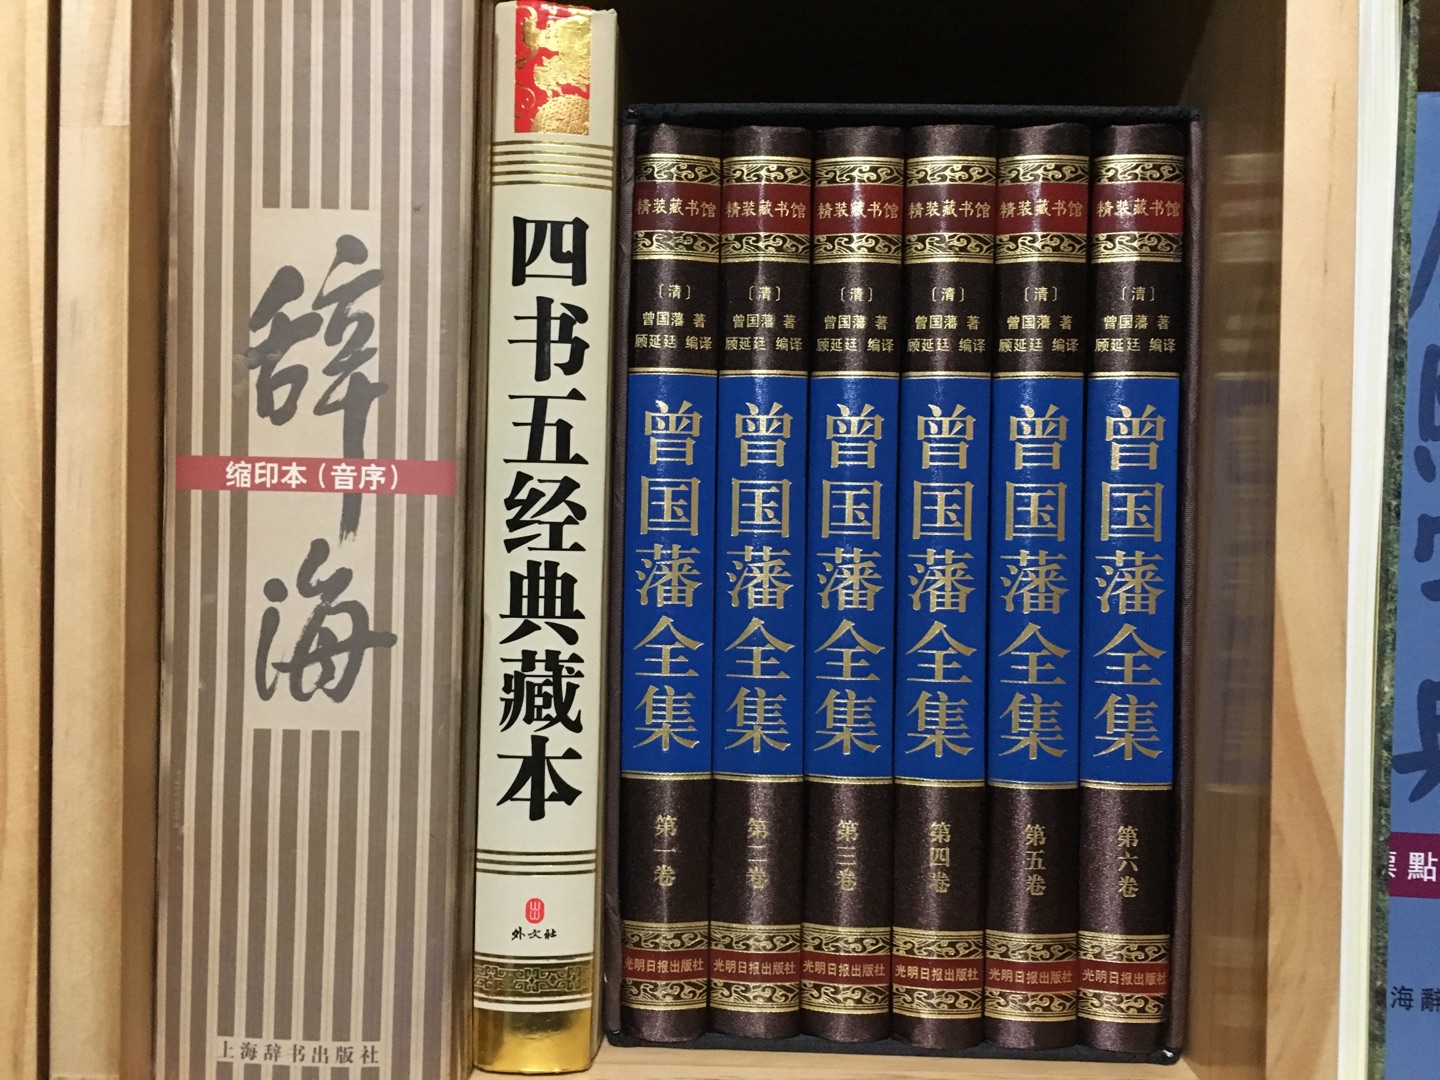 辞海
缩印本（音序）
上海辞书出版社
四书五经典藏本
外文社
精装藏书馆
〔清〕
曾国藩 著
顾延廷 编译
曾国藩全集
第一卷
光明日报出版社
精装藏书馆
〔清〕
曾国藩 著
顾延廷 编译
曾国藩全集
第二卷
光明日报出版社
精装藏书馆
〔清〕
曾国藩 著
顾延廷 编译
曾国藩全集
第三卷
光明日报出版社
精装藏书馆
〔清〕
曾国藩 著
顾延廷 编译
曾国藩全集
第四卷
光明日报出版社
精装藏书馆
〔清〕
曾国藩 著
顾延廷 编译
曾国藩全集
第五卷
光明日报出版社
精装藏书馆
〔清〕
曾国藩 著
顾延廷 编译
曾国藩全集
第六卷
光明日报出版社
點
海辭